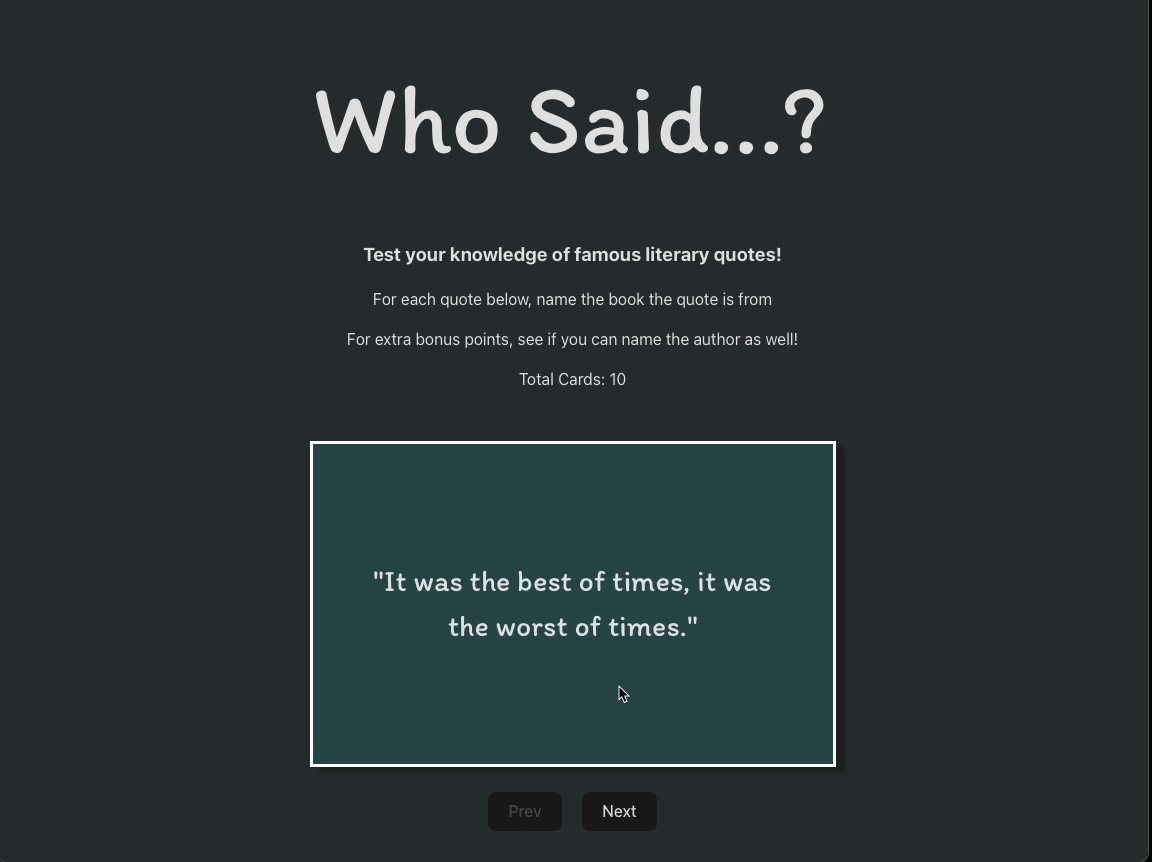 Who Said...?
Test your knowledge of famous literary quotes!
For each quote below, name the book the quote is from
For extra bonus points, see if you can name the author as well!
Total Cards: 10
"It was the best of times, it was
the worst of times."
Prev
Next